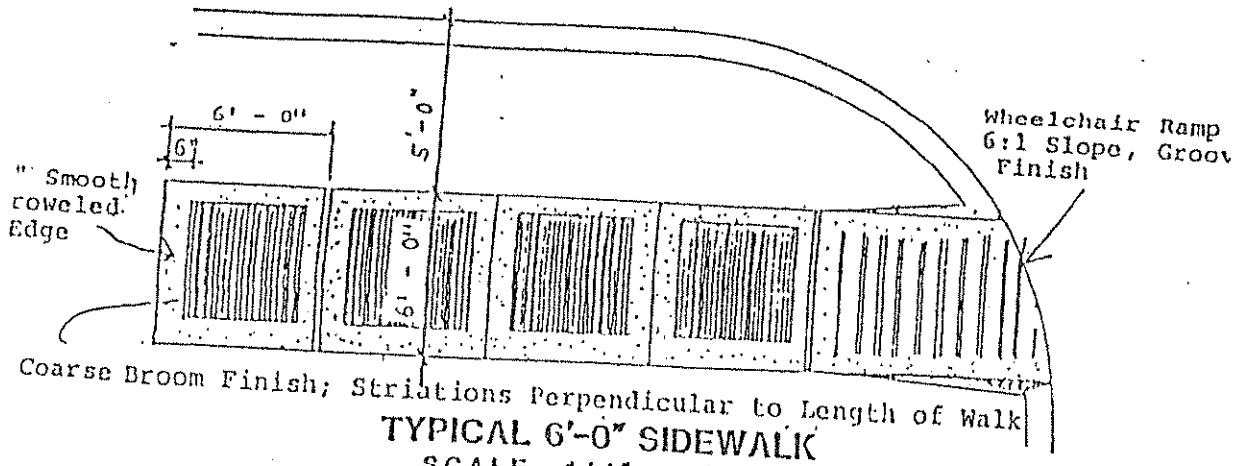 6' - 0"
6"
5'-0"
" Smooth
roweled
Edge
6' - 0"
Wheelchair Ramp
6:1 Slope, Groov
Finish
Coarse Broom Finish; Striations Perpendicular to Length of Walk
TYPICAL 6'-0" SIDEWALK
SCALE